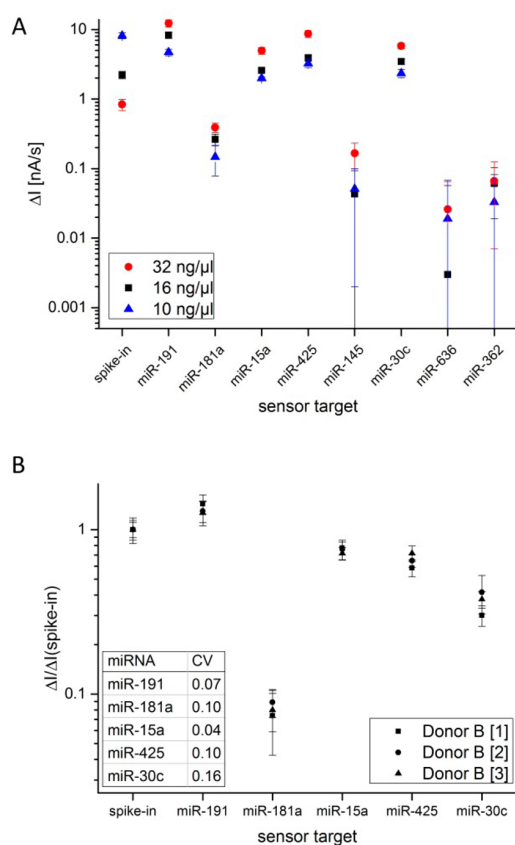 A
10
1
0.1
0.01
0.001
ΔI [nA/s]
32 ng/µl
16 ng/µl
10 ng/µl
spike-in
miR-191
miR-181a
miR-15a
miR-425
miR-145
miR-30c
miR-636
miR-362
sensor target
B
1
0.1
ΔI/ΔI(spike-in)
miRNA CV
miR-191 0.07
miR-181a 0.10
miR-15a 0.04
miR-425 0.10
miR-30c 0.16
Donor B [1]
Donor B [2]
Donor B [3]
spike-in miR-191 miR-181a miR-15a miR-425 miR-30c
sensor target